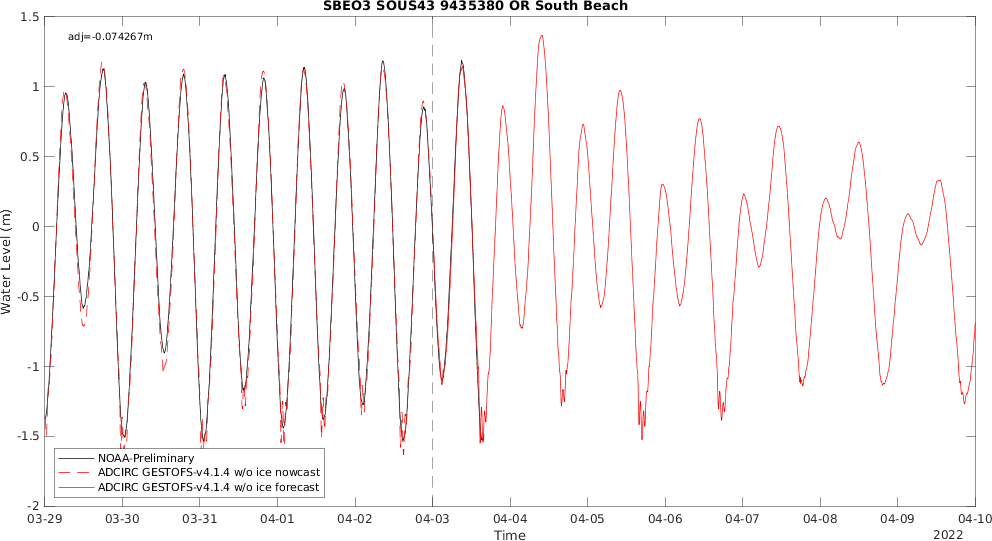 SBEO3 SOUS43 9435380 OR South Beach
adj=-0.074267m
1.5
1
0.5
0
-0.5
-1
-1.5
-2
Water Level (m)
NOAA-Preliminary
ADCIRC GESTOFS-v4.1.4 w/o ice nowcast
ADCIRC GESTOFS-v4.1.4 w/o ice forecast
03-29 03-30 03-31 04-01 04-02 04-03 04-04 04-05 04-06 04-07 04-08 04-09 04-10
Time
2022